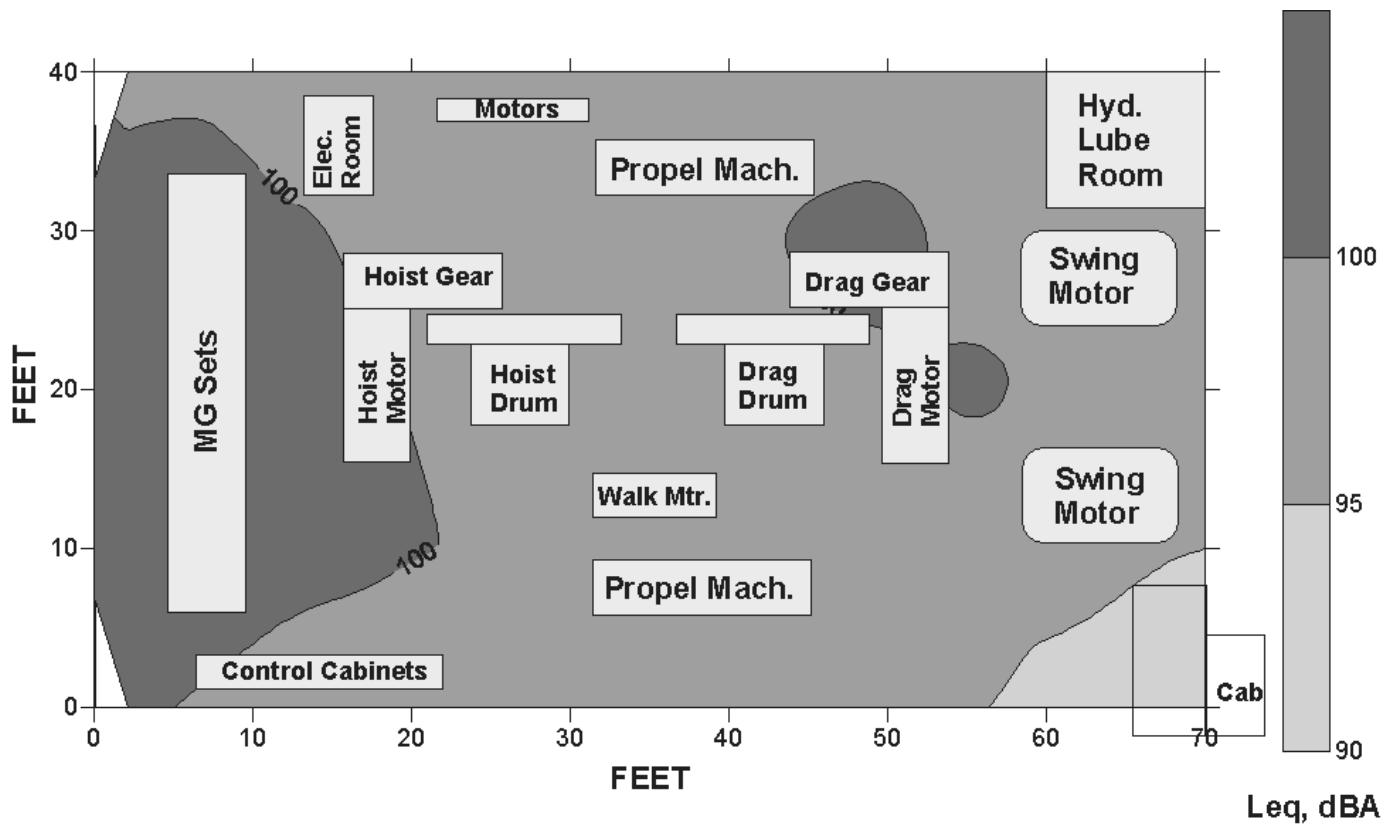 40
30
20
10
0
FEET
0
10
20
30
40
50
60
70
FEET
Elec.
Room
Motors
Propel Mach.
Hyd.
Lube
Room
100
MG Sets
Hoist Gear
Hoist
Motor
Hoist
Drum
Drag Gear
Drag
Drum
Drag
Motor
Swing
Motor
Walk Mtr.
Swing
Motor
100
Propel Mach.
Control Cabinets
Cab
100
95
90
Leq, dBA